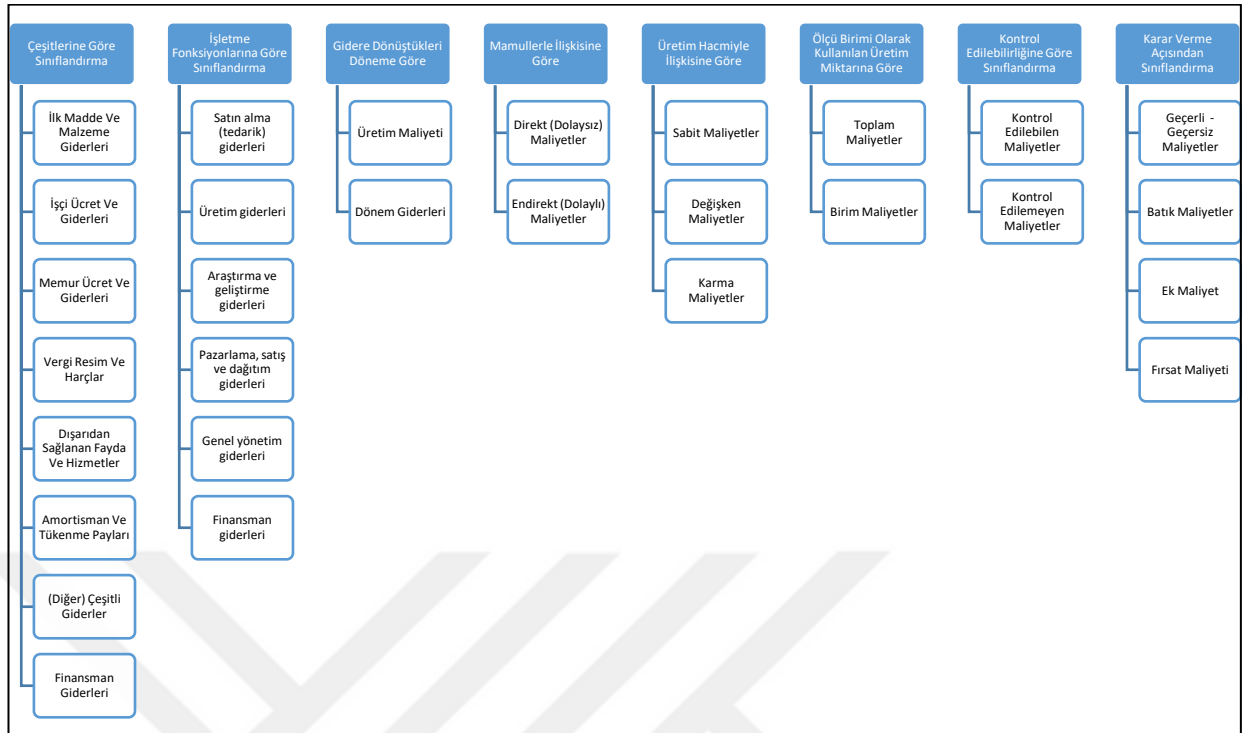 Çeşitlerine Göre
Sınıflandırma
İlk Madde Ve
Malzeme
Giderleri
İşçi Ücret Ve
Giderleri
Memur Ücret Ve
Giderleri
Vergi Resim Ve
Harçlar
Dışarıdan
Sağlanan Fayda
Ve Hizmetler
Amortisman Ve
Tükenme Payları
(Diğer) Çeşitli
Giderler
Finansman
Giderleri
İşletme
Fonksiyonlarına Göre
Sınıflandırma
Satın alma
(tedarik)
giderleri
Üretim giderleri
Araştırma ve
geliştirme
giderleri
Pazarlama, satış
ve dağıtım
giderleri
Genel yönetim
giderleri
Finansman
giderleri
Gidere Dönüştükleri
Döneme Göre
Üretim Maliyeti
Dönem Giderleri
Mamullerle İlişkisine
Göre
Direkt (Dolaysız)
Maliyetler
Endirekt (Dolaylı)
Maliyetler
Üretim Hacmiyle
İlişkisine Göre
Sabit Maliyetler
Değişken
Maliyetler
Karma
Maliyetler
Ölçü Birimi Olarak
Kullanılan Üretim
Miktarına Göre
Toplam
Maliyetler
Birim Maliyetler
Kontrol
Edilebilirliğine Göre
Sınıflandırma
Kontrol
Edilebilen
Maliyetler
Kontrol
Edilemeyen
Maliyetler
Karar Verme
Açısından
Sınıflandırma
Geçerli -
Geçersiz
Maliyetler
Batık Maliyetler
Ek Maliyet
Fırsat Maliyeti